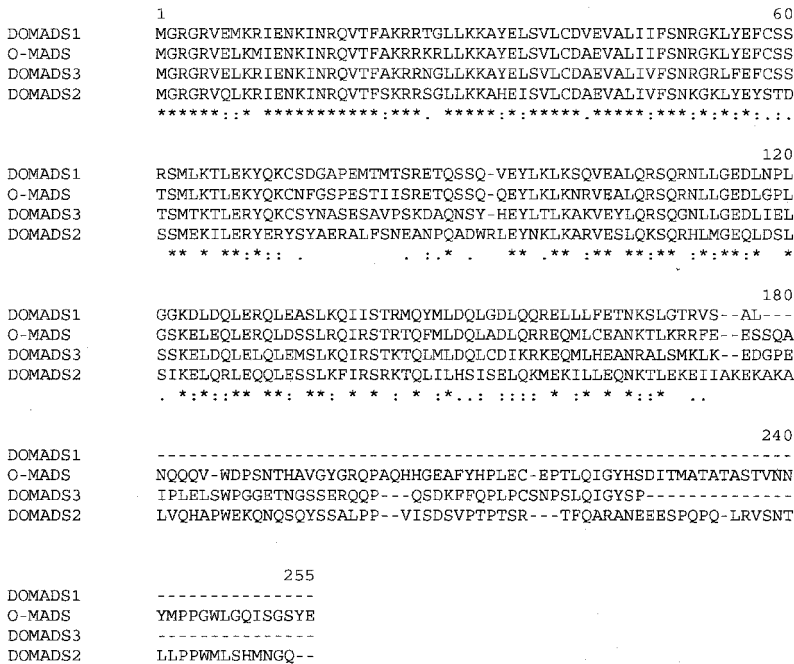 1 60
DOMADS1 MGRGRVEMKRIENKINRQVTFAKRRTGLLKKAYELSVLCDVEVALIIFSNRGKLYEFCSS
O-MADS MGRGRVELKMIENKINRQVTFAKRRKRLLKKAYELSVLCDAEVALIIFSNRGKLYEFCSS
DOMADS3 MGRGRVELKRIENKINRQVTFAKRRNGLLKKAYELSVLCDAEVALIVFSNRGRLFEFCSS
DOMADS2 MGRGRVQLKRIENKINRQVTFSKRRSGLLKKAHEISVLCDAEVALIVFSNKGKLYEYSTD
******::* ***********:***. *****:*:*****.*****:***:*:*:*:.:.
120
DOMADS1 RSMLKTLEKYQKCSDGAPEMTMTSRETQSSQ-VEYLKLKSQVEALQRSQRNLLGEDLNPL
O-MADS TSMLKTLEKYQKCNFGSPESTIISRETQSSQ-QEYLKLKNRVEALQRSQRNLLGEDLGPL
DOMADS3 TSMTKTLERYQKCSYNASESAVPSKDAQNSY-HEYLTLKAKVEYLQRSQGNLLGEDLIEL
DOMADS2 SSMEKILERYERYSYAERALFSNEANPQADWRLEYNKLKARVESLQKSQRHLMGEQLDSL
** * **:*:: . . .:.* ** ** :** **:** :*:**:* *
180
DOMADS1 GGKDLDQLERQLEASLKQIISTRMQYMLDQLGDLQQRELLLFETNKSLGTRVS--AL---
O-MADS GSKELEQLERQLDSSLRQIRSTRTQFMLDQLADLQRREQMLCEANKTLKRRFE--ESSQA
DOMADS3 SSKELDQLELQLEMSLKQIRSTKTQLMLDQLCDIKRKEQMLHEANRALSMKLK--EDGPE
DOMADS2 SIKELQRLEQQLESSLKFIRSRKTQLILHSISELQKMEKILLEQNKTLEKEIIAKEKAKA
. *:*::** **: **: * * : * :*..: :::: * :* * *::* ..
240
DOMADS1 ------------------------------------------------------------
O-MADS NQQQV-WDPSNTHAVGYGRQPAQHHGEAFYHPLEC-EPTLQIGYHSDITMATATASTVNN
DOMADS3 IPLELSWPGGETNGSSERQQP---QSDKFFQPLPCSNPSLQIGYSP--------------
DOMADS2 LVQHAPWEKQNQSQYSSALPP--VISDSVPTPTSR---TFQARANEEESPQPQ-LRVSNT
255
DOMADS1 ---------------
O-MADS YMPPGWLGQISGSYE
DOMADS3 ---------------
DOMADS2 LLPPWMLSHMNGQ--